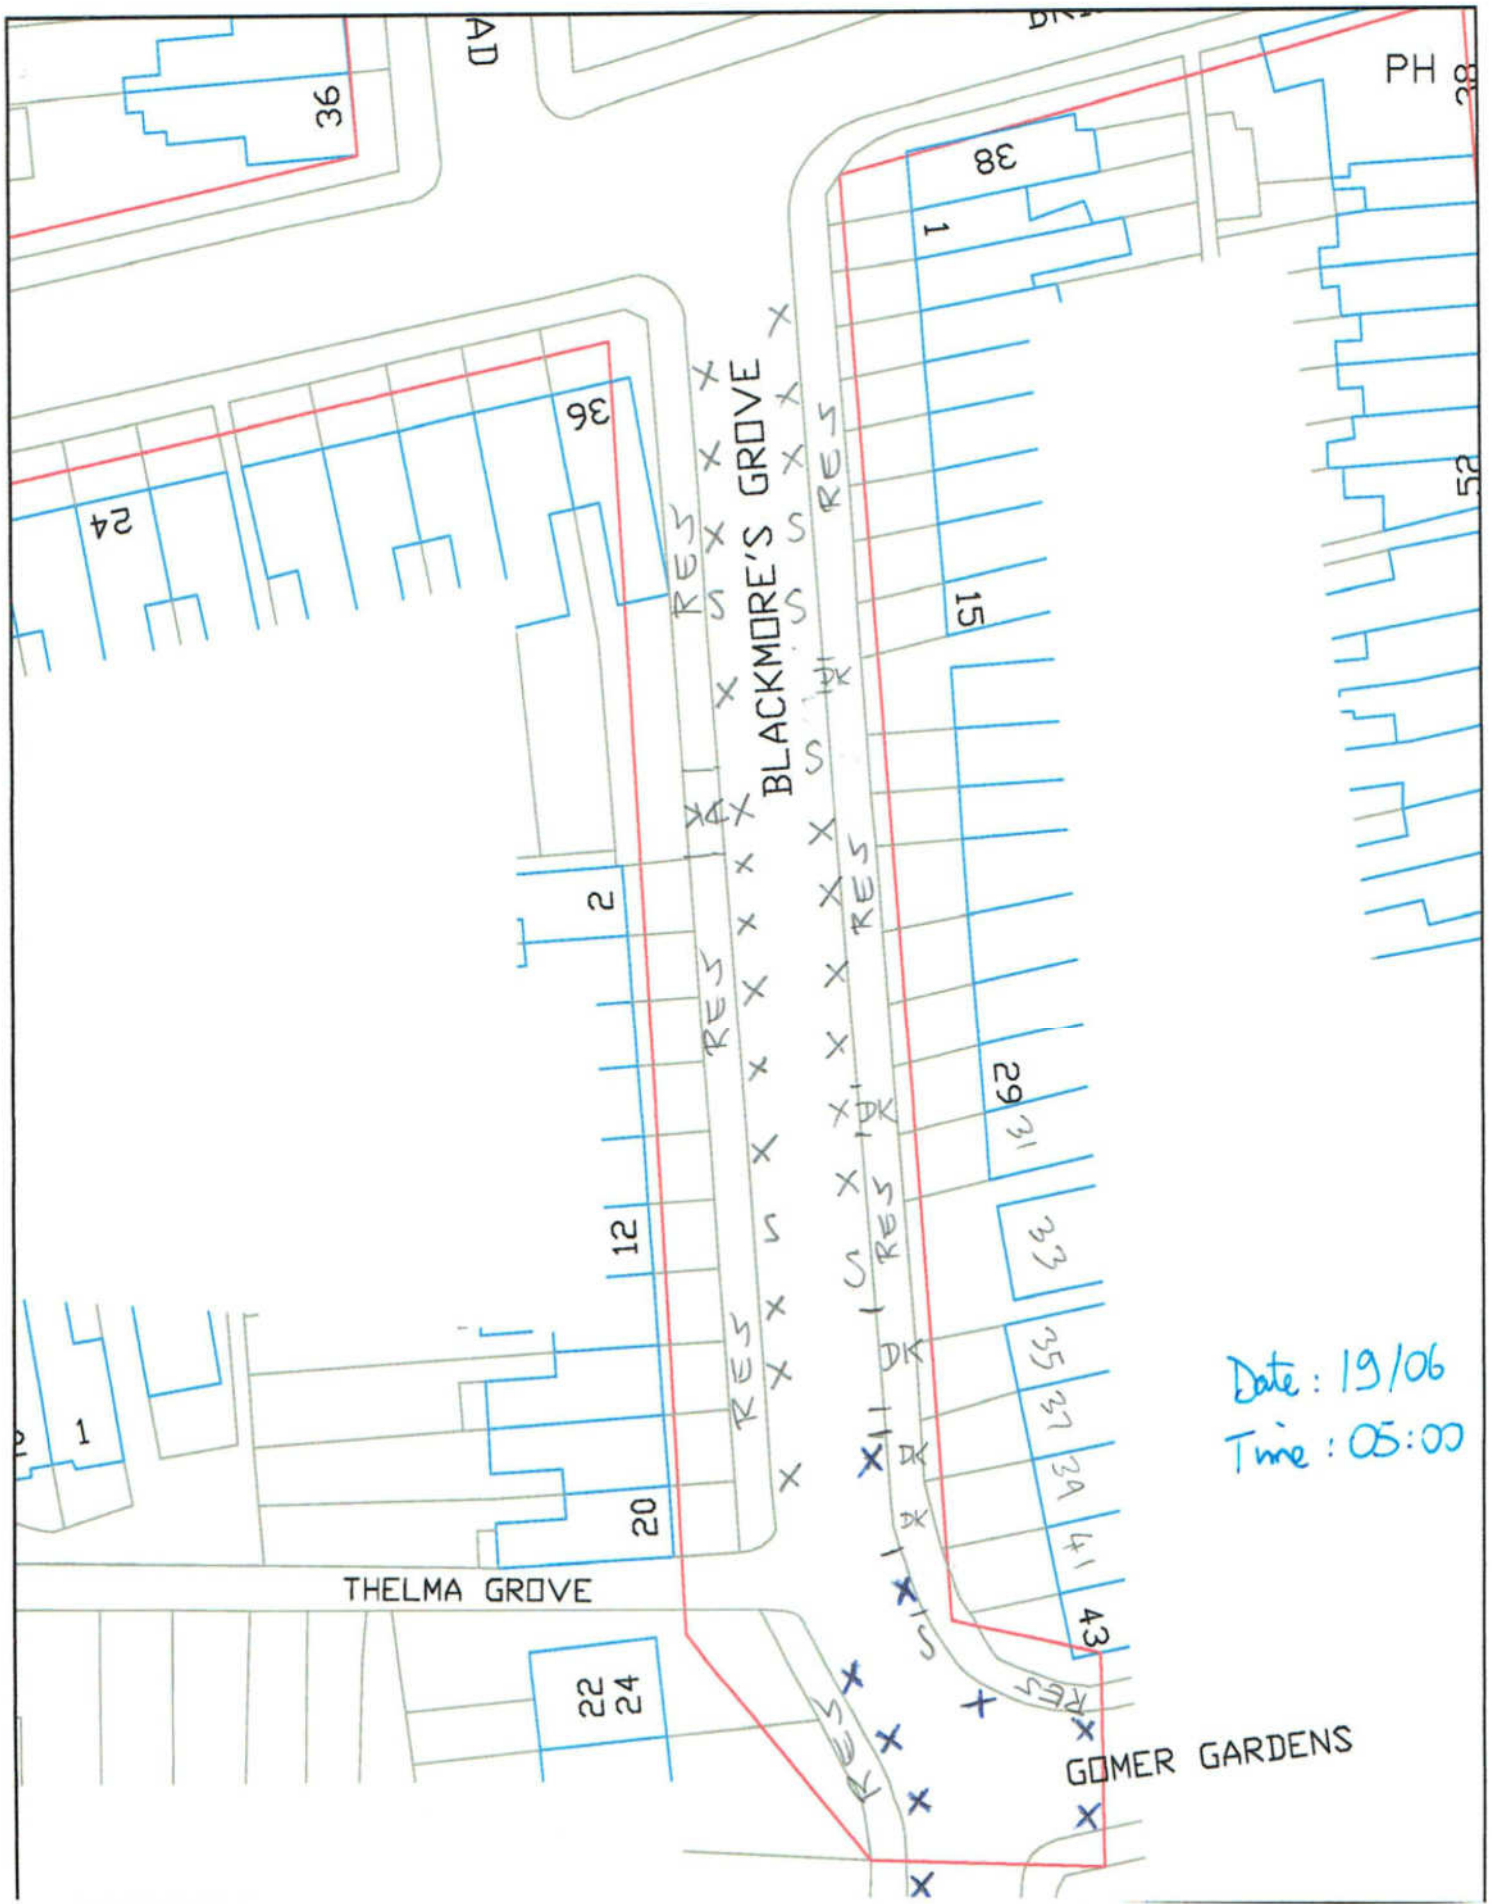 AD
PH
38
36
38
1
X
X
BLACKMORE'S GROVE
X
36
RES
X
X
52
24
RES
X
S
S
S
15
X
DK
S
DK X
X
2
X
X
RES
X
RES
X
X
X
X
29
X DK
31
X
X
RES
12
S
33
S
X
RES
DK
35
X
37
1
X
X
DK
39
20
DK
41
THELMA GROVE
X
S
43
22
24
X
RES
X
RES
X
X
GOMER GARDENS
X
X
X
Date: 19/06
Time: 05:00